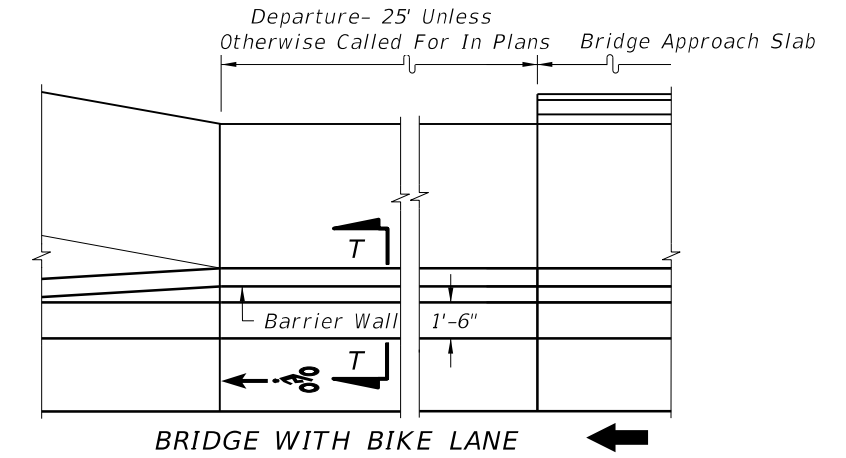 Departure- 25' Unless
Otherwise Called For In Plans
Bridge Approach Slab
T
Barrier Wall
1'-6"
T
BRIDGE WITH BIKE LANE